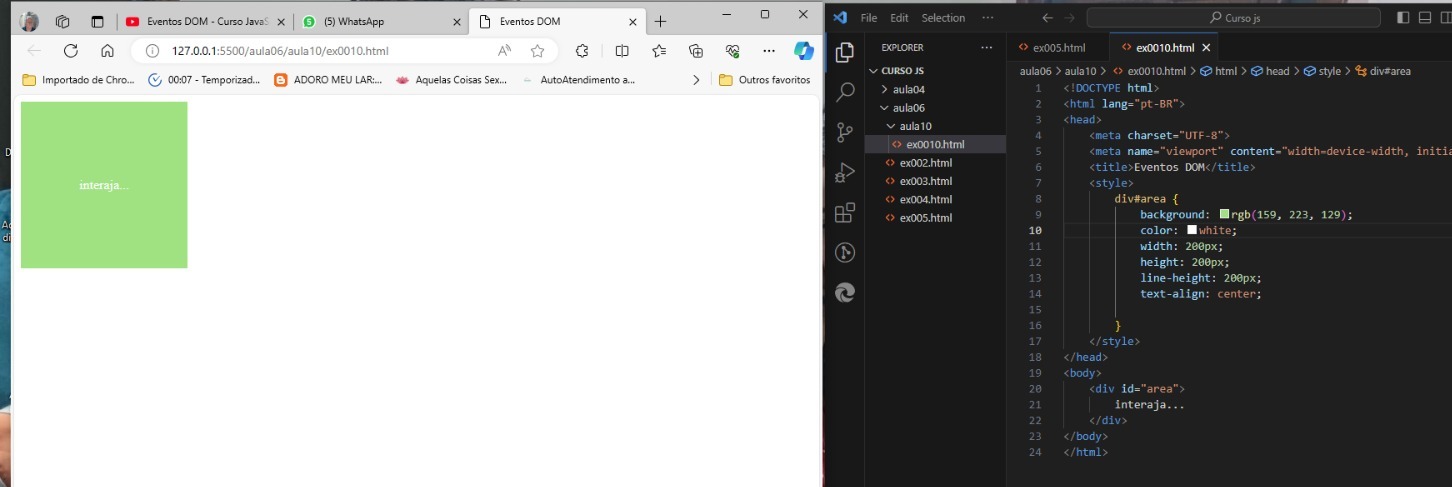 Eventos DOM - Curso JavaS
(5) WhatsApp
Eventos DOM
127.0.0.1:5500/aula06/aula10/ex0010.html
Importado de Chro...
00:07 - Temporizad...
ADORO MEU LAR:...
Aquelas Coisas Sex...
AutoAtendimento a...
Outros favoritos
interaja...
File Edit Selection ...
Curso js
EXPLORER ...
CURSO JS
aula04
aula06
aula10
ex0010.html
ex002.html
ex003.html
ex004.html
ex005.html
ex005.html
ex0010.html
aula06 > aula10 > ex0010.html > html > head > style > div#area
1 <!DOCTYPE html>
2 <html lang="pt-BR">
3 <head>
4 <meta charset="UTF-8">
5 <meta name="viewport" content="width=device-width, initia
6 <title>Eventos DOM</title>
7 <style>
8 div#area {
9 background: rgb(159, 223, 129);
10 color: white;
11 width: 200px;
12 height: 200px;
13 line-height: 200px;
14 text-align: center;
15
16 }
17 </style>
18 </head>
19 <body>
20 <div id="area">
21 interaja...
22 </div>
23 </body>
24 </html>